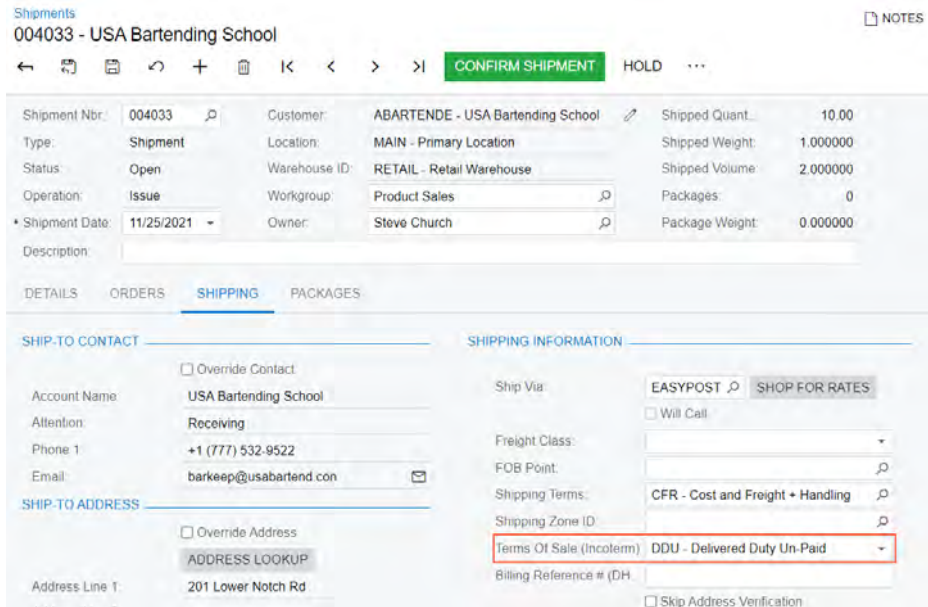 Shipments
004033 - USA Bartending School
NOTES
CONFIRM SHIPMENT HOLD ...
Shipment Nbr.: 004033 Customer: ABARTENDE - USA Bartending School Shipped Quant... 10.00
Type: Shipment Location: MAIN - Primary Location Shipped Weight: 1.000000
Status: Open Warehouse ID: RETAIL - Retail Warehouse Shipped Volume: 2.000000
Operation: Issue Workgroup: Product Sales Packages: 0
* Shipment Date: 11/25/2021 Owner: Steve Church Package Weight: 0.000000
Description:
DETAILS ORDERS SHIPPING PACKAGES
SHIP-TO CONTACT SHIPPING INFORMATION
Override Contact
Ship Via: EASYPOST SHOP FOR RATES
Account Name: USA Bartending School
Will Call
Attention: Receiving
Freight Class:
Phone 1: +1 (777) 532-9522
FOB Point:
Email: barkeep@usabartend.con
Shipping Terms: CFR - Cost and Freight + Handling
SHIP-TO ADDRESS
Shipping Zone ID:
Override Address
Terms Of Sale (Incoterm) DDU - Delivered Duty Un-Paid
ADDRESS LOOKUP
Billing Reference # (DH
Address Line 1: 201 Lower Notch Rd
Skip Address Verification